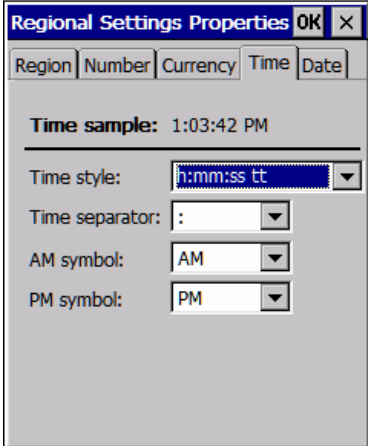 Regional Settings Properties OK ×
Region Number Currency Time Date
Time sample: 1:03:42 PM
Time style: h:mm:ss tt
Time separator: :
AM symbol: AM
PM symbol: PM